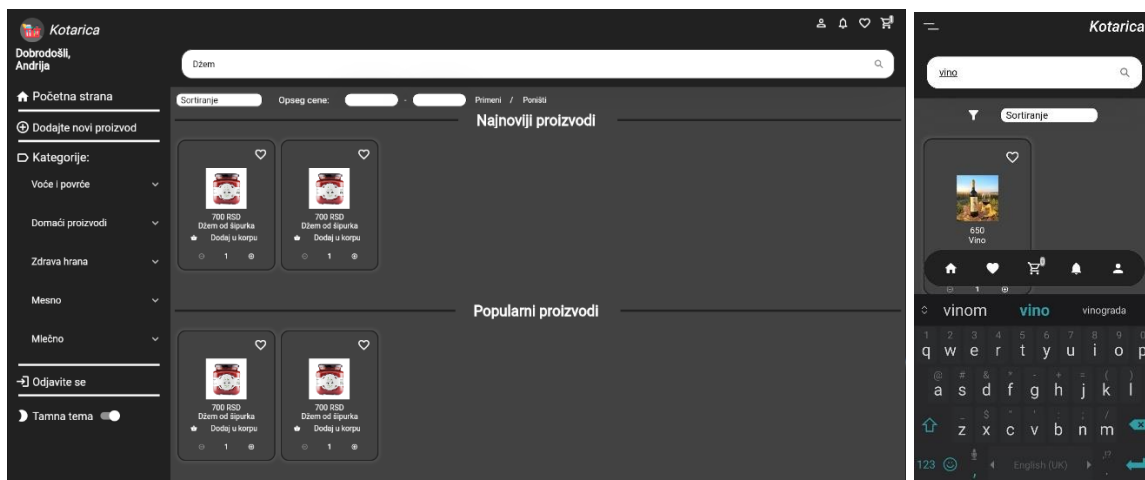 Kotarica
Dobrodošli,
Andrija
Početna strana
Dodajte novi proizvod
Kategorije:
Voće i povrće
Domaći proizvodi
Zdrava hrana
Mesno
Mlečno
Odjavite se
Tamna tema
Džem
Sortiranje Opseg cene: - Primeni / Poništi
Najnoviji proizvodi
700 RSD
Džem od šipurka
Dodaj u korpu
1
700 RSD
Džem od šipurka
Dodaj u korpu
1
Popularni proizvodi
700 RSD
Džem od šipurka
Dodaj u korpu
1
700 RSD
Džem od šipurka
Dodaj u korpu
1
Kotarica
vino
Sortiranje
650
Vino
0
1
vinom vino vinograda
1 2 3 4 5 6 7 8 9 0
q w e r t y u i o p
@ # & * - + = ( )
a s d f g h j k l
_ $ " ' : ; /
z x c v b n m
123 , English (UK) . ,!?